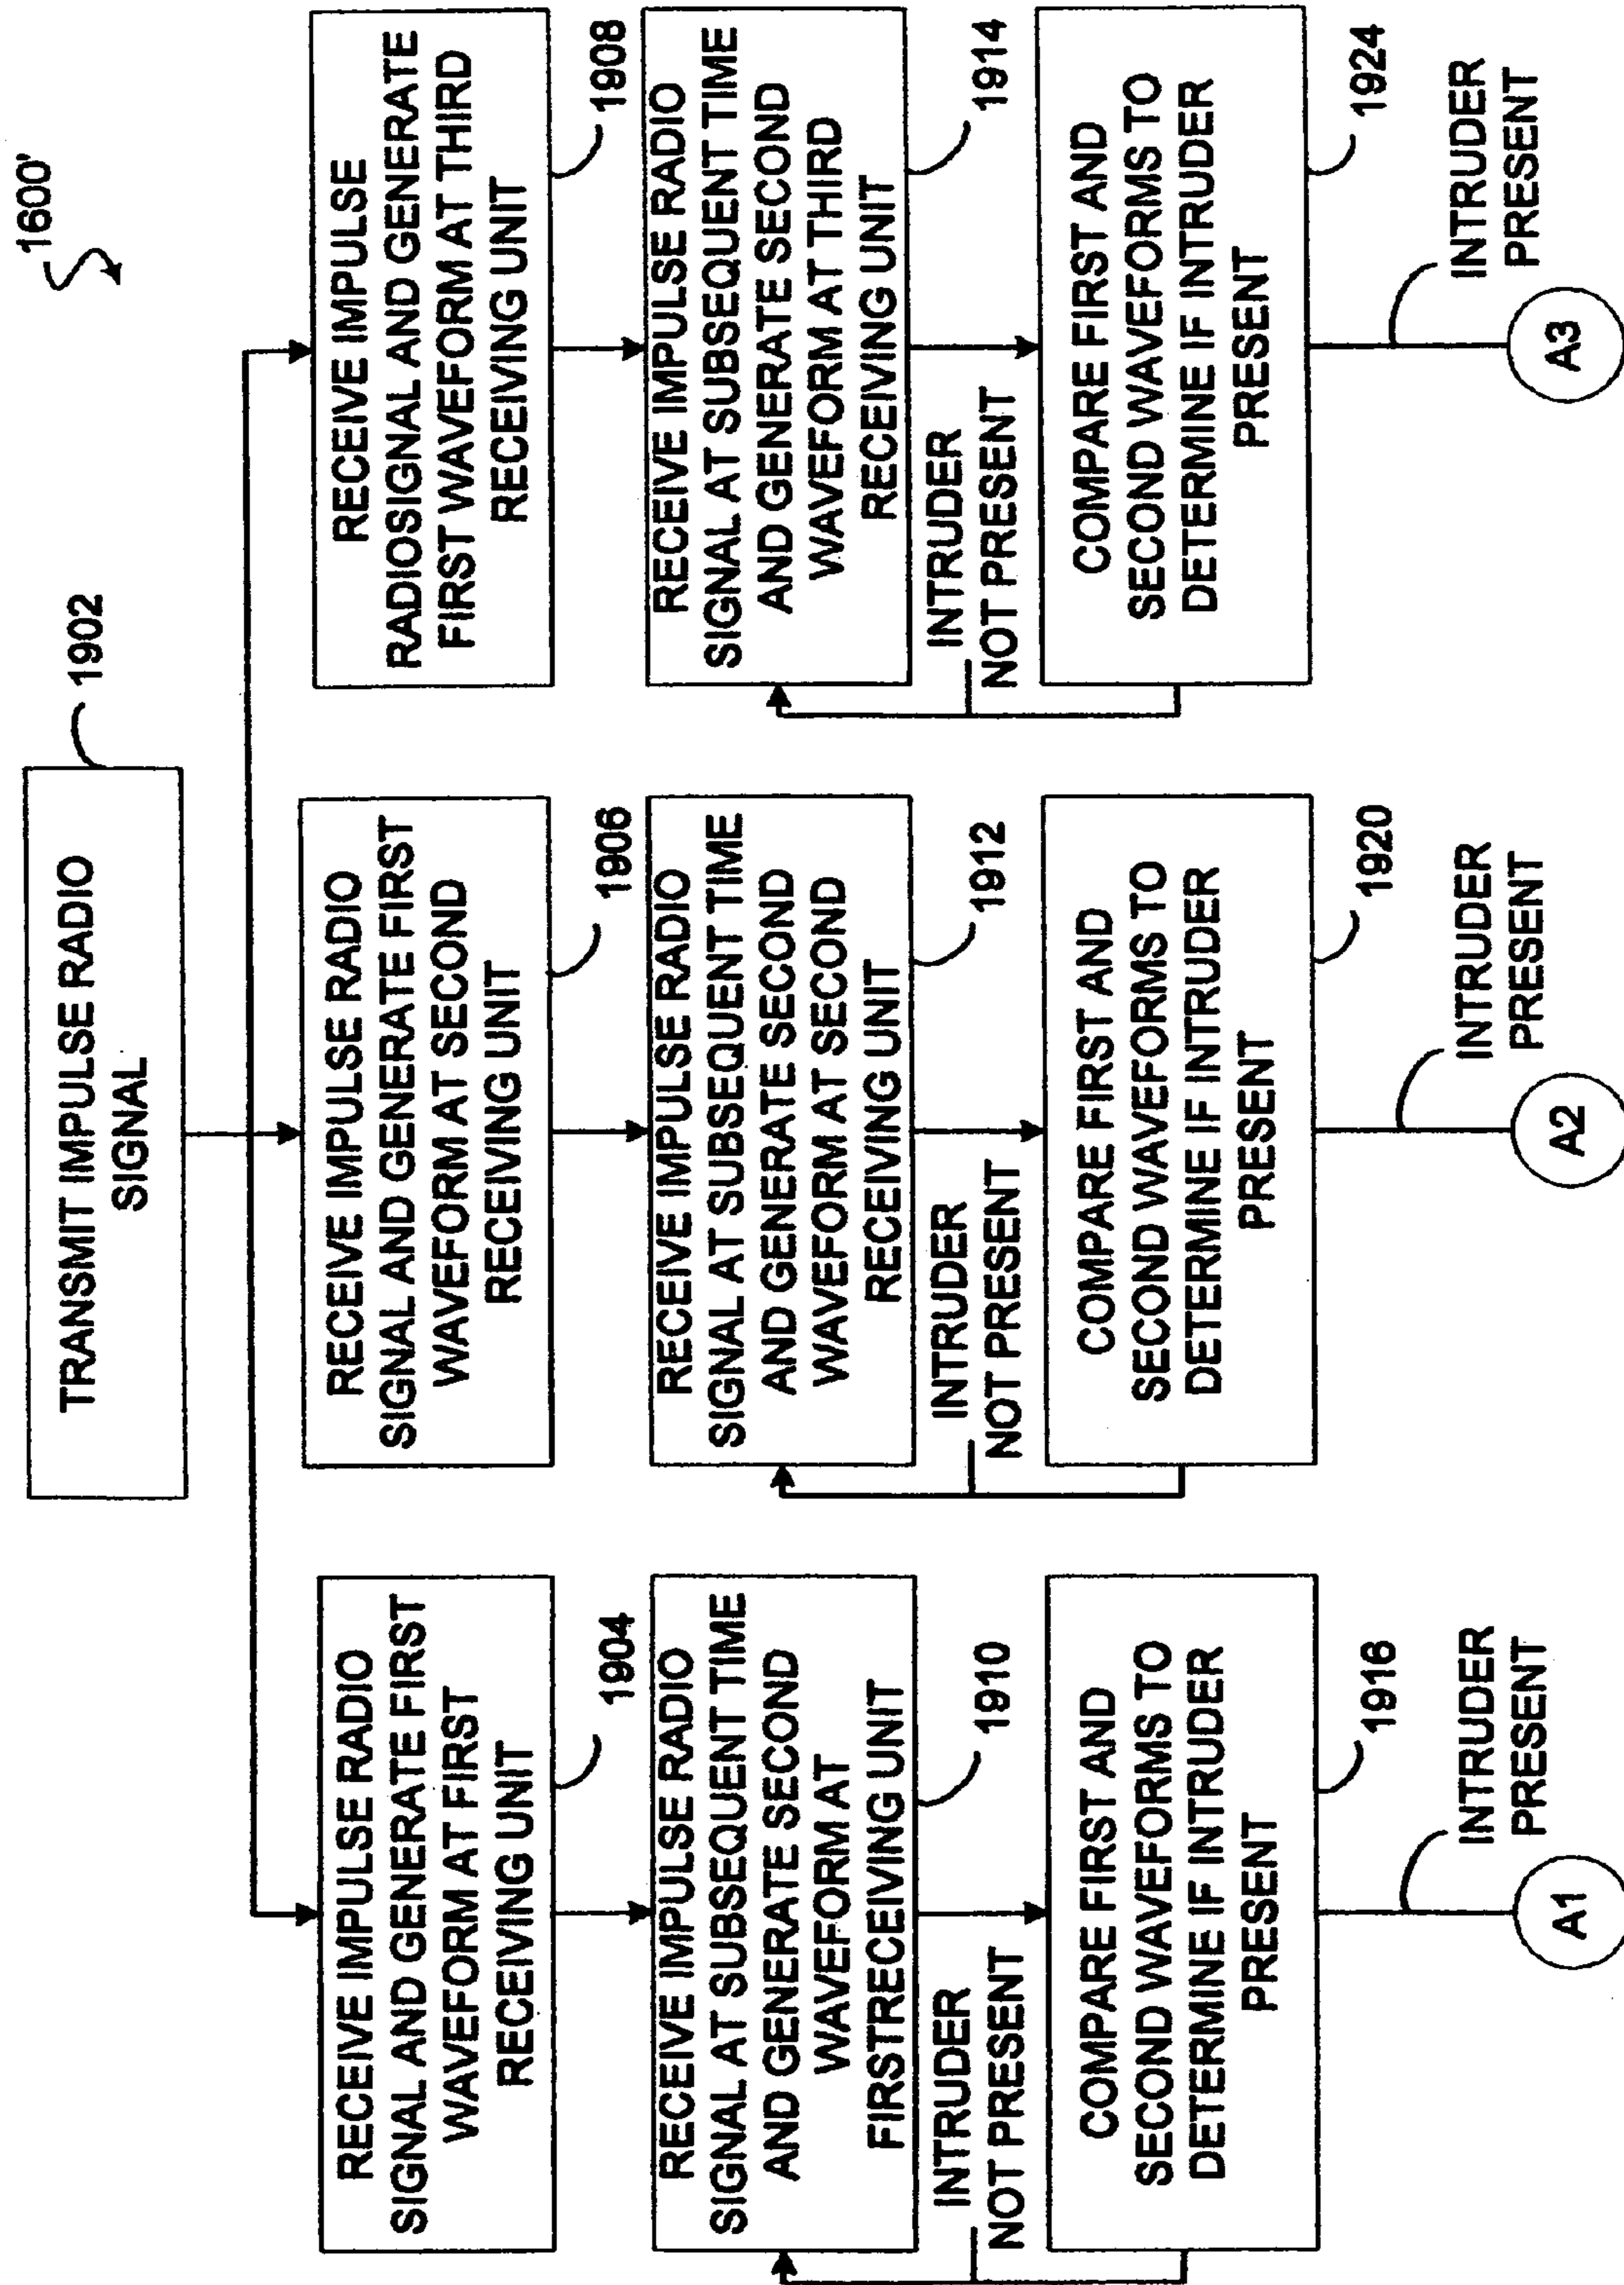 1600'
TRANSMIT IMPULSE RADIO
SIGNAL
1902
RECEIVE IMPULSE RADIO
SIGNAL AND GENERATE FIRST
WAVEFORM AT FIRST
RECEIVING UNIT
1904
RECEIVE IMPULSE RADIO
SIGNAL AND GENERATE FIRST
WAVEFORM AT SECOND
RECEIVING UNIT
1906
RECEIVE IMPULSE
RADIOSIGNAL AND GENERATE
FIRST WAVEFORM AT THIRD
RECEIVING UNIT
1908
RECEIVE IMPULSE RADIO
SIGNAL AT SUBSEQUENT TIME
AND GENERATE SECOND
WAVEFORM AT
FIRSTRECEIVING UNIT
1910
RECEIVE IMPULSE RADIO
SIGNAL AT SUBSEQUENT TIME
AND GENERATE SECOND
WAVEFORM AT SECOND
RECEIVING UNIT
1912
RECEIVE IMPULSE RADIO
SIGNAL AT SUBSEQUENT TIME
AND GENERATE SECOND
WAVEFORM AT THIRD
RECEIVING UNIT
1914
INTRUDER
NOT PRESENT
INTRUDER
NOT PRESENT
INTRUDER
NOT PRESENT
COMPARE FIRST AND
SECOND WAVEFORMS TO
DETERMINE IF INTRUDER
PRESENT
1916
COMPARE FIRST AND
SECOND WAVEFORMS TO
DETERMINE IF INTRUDER
PRESENT
1920
COMPARE FIRST AND
SECOND WAVEFORMS TO
DETERMINE IF INTRUDER
PRESENT
1924
INTRUDER
PRESENT
INTRUDER
PRESENT
INTRUDER
PRESENT
A1
A2
A3